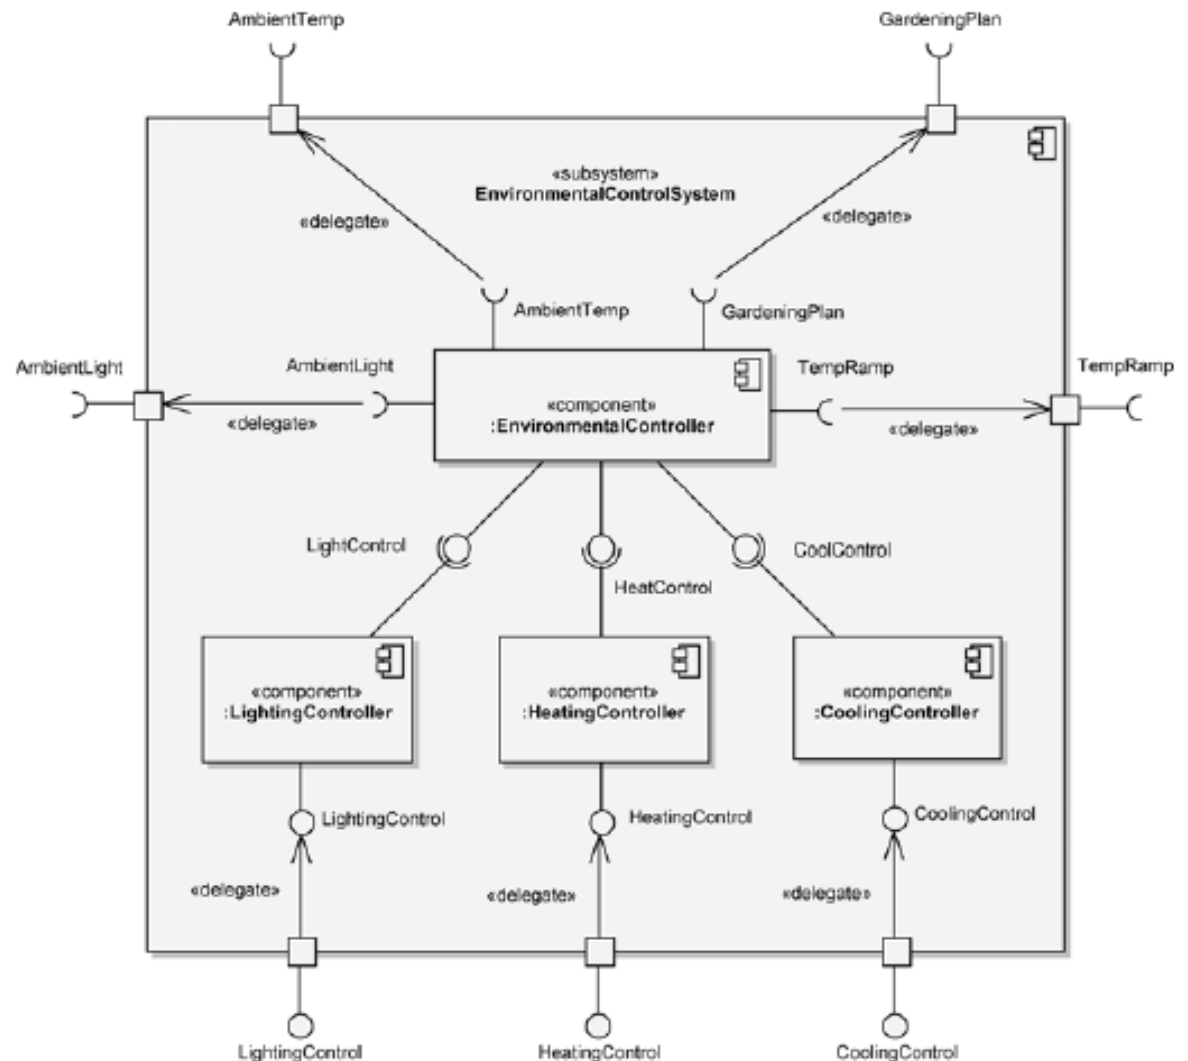 AmbientTemp
GardeningPlan
«subsystem»
EnvironmentalControlSystem
«delegate»
«delegate»
AmbientTemp
GardeningPlan
AmbientLight
AmbientLight
TempRamp
TempRamp
«component»
:EnvironmentalController
«delegate»
«delegate»
LightControl
CoolControl
HeatControl
«component»
:LightingController
«component»
:HeatingController
«component»
:CoolingController
LightingControl
HeatingControl
CoolingControl
«delegate»
«delegate»
«delegate»
LightingControl
HeatingControl
CoolingControl